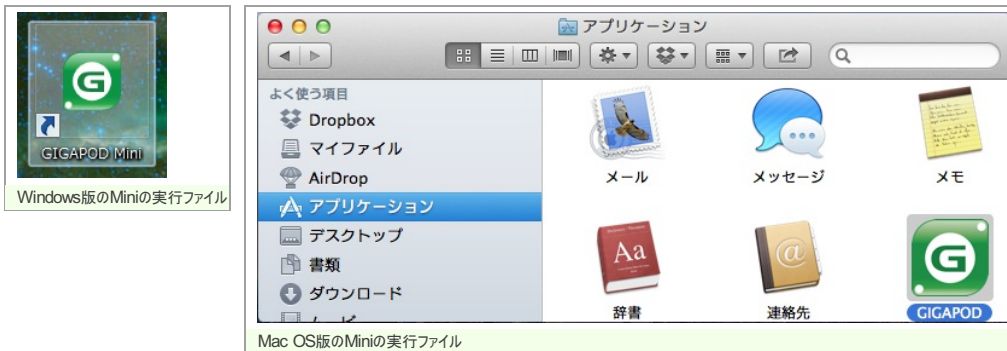 GIGAPOD Mini
Windows版のMiniの実行ファイル
アプリケーション
よく使う項目
Dropbox
マイファイル
AirDrop
アプリケーション
デスクトップ
書類
ダウンロード
メール
メッセージ
メモ
Aa
辞書
@
連絡先
G
GIGAPOD
Mac OS版のMiniの実行ファイル